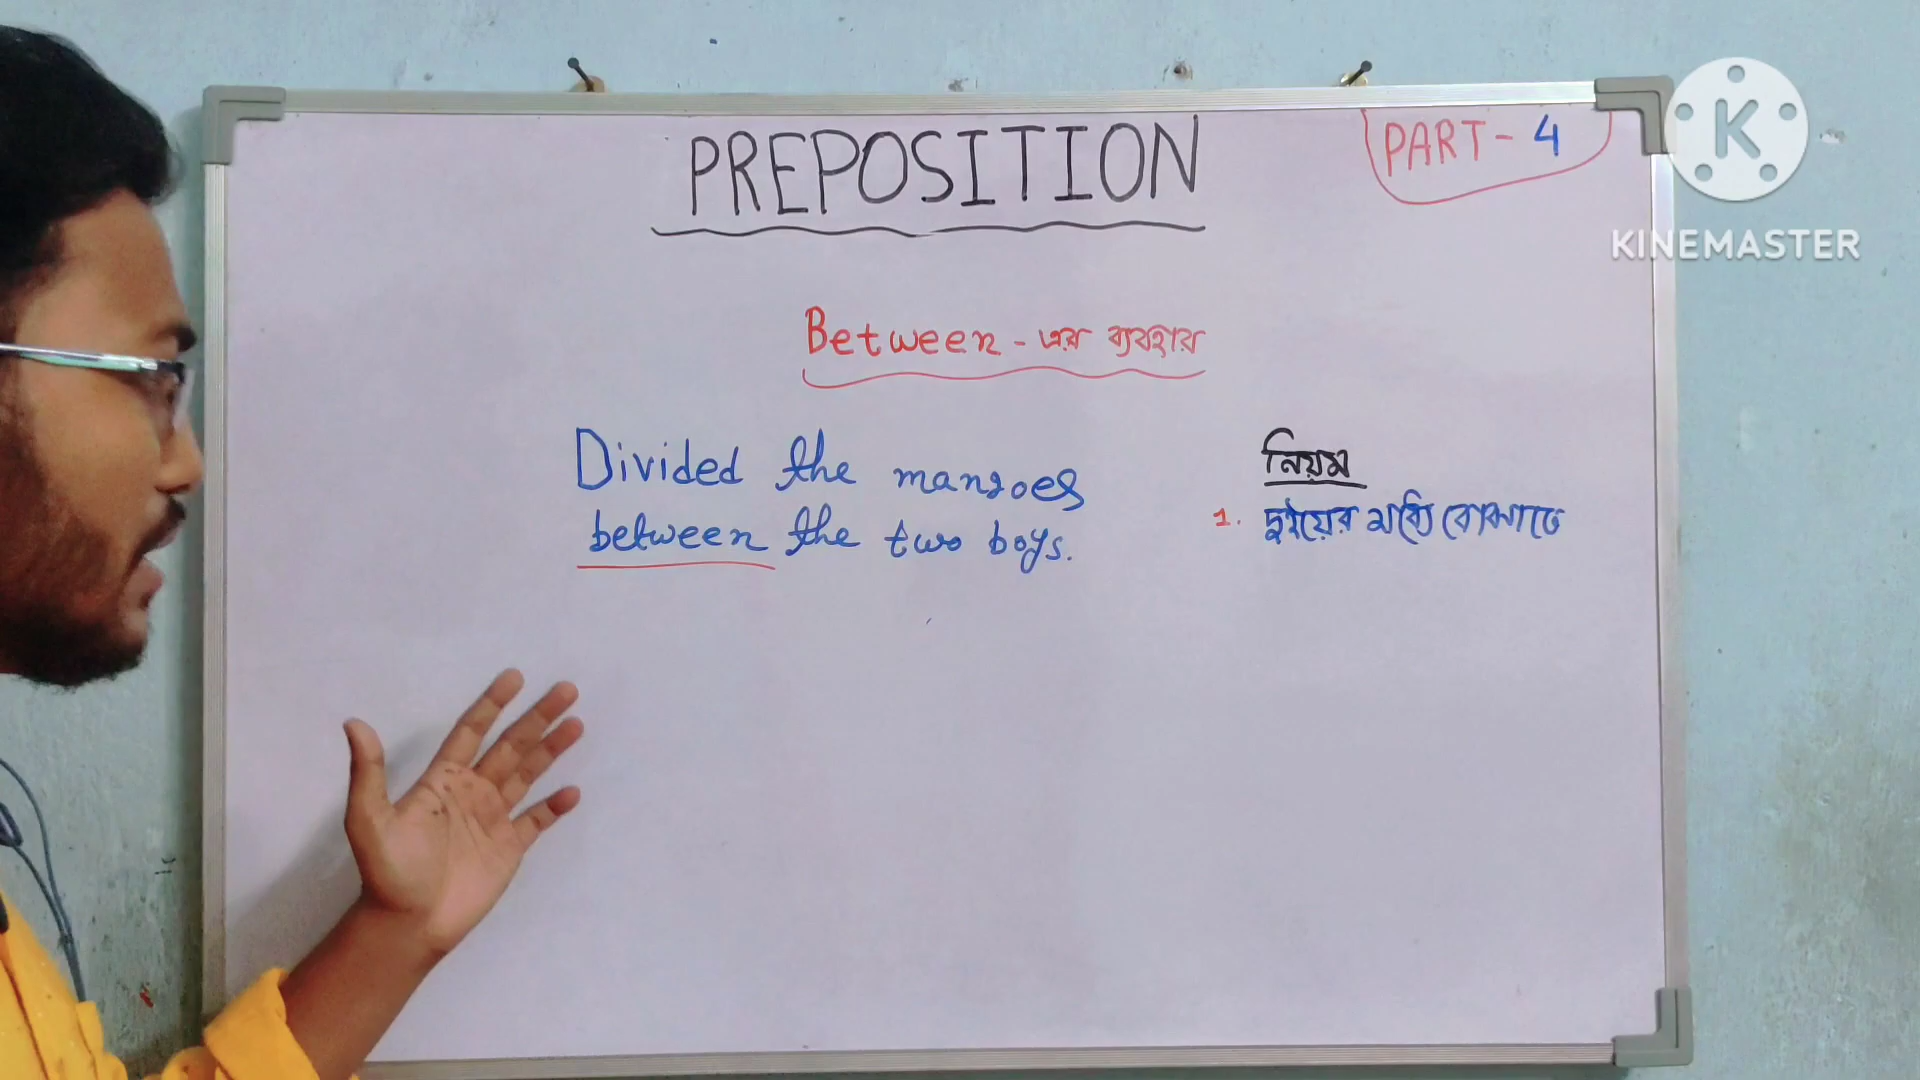 PREPOSITION
PART- 4
K
KINEMASTER
Between - এর ব্যবহার
Divided the mangoes
between the two boys.
নিয়ম
1. দুইয়ের মধ্যে বোঝাতে